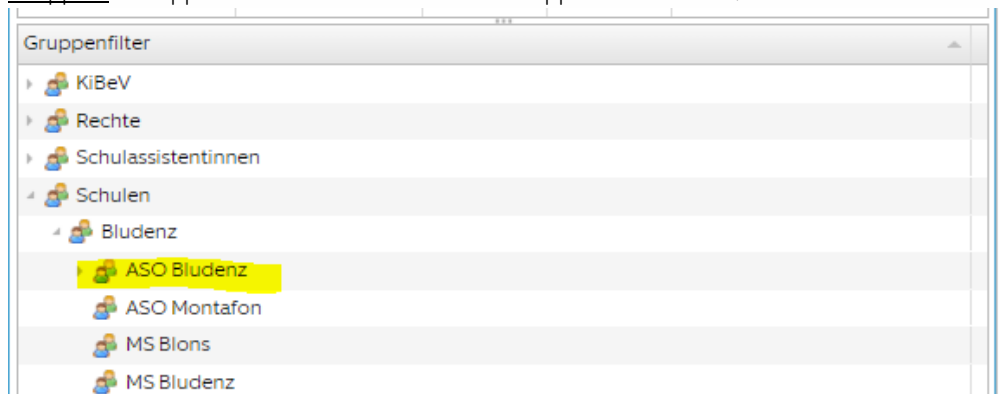 Gruppenfilter
KiBeV
Rechte
Schulassistentinnen
Schulen
Bludenz
ASO Bludenz
ASO Montafon
MS Blons
MS Bludenz